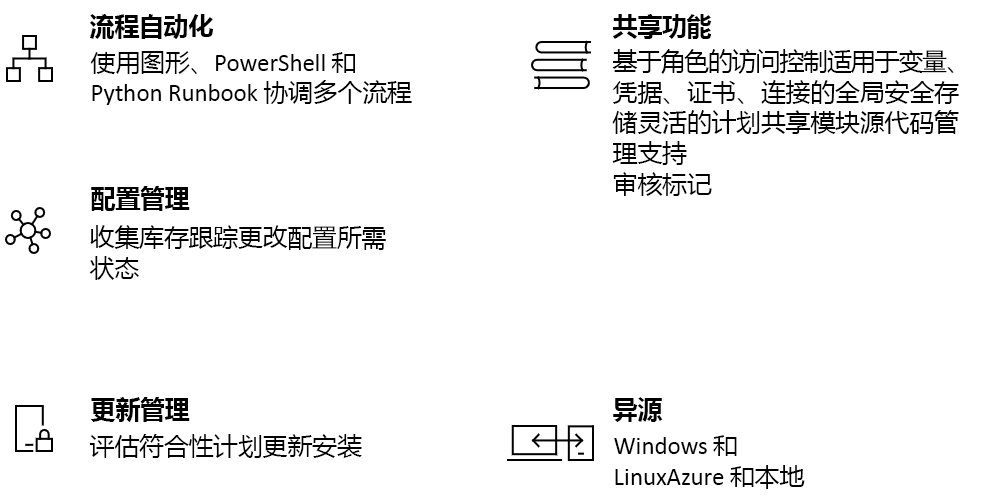 流程自动化
使用图形、PowerShell 和
Python Runbook 协调多个流程
配置管理
收集库存跟踪更改配置所需
状态
更新管理
评估符合性计划更新安装
共享功能
基于角色的访问控制适用于变量、
凭据、证书、连接的全局安全存
储灵活的计划共享模块源代码管
理支持
审核标记
异源
Windows 和
LinuxAzure 和本地